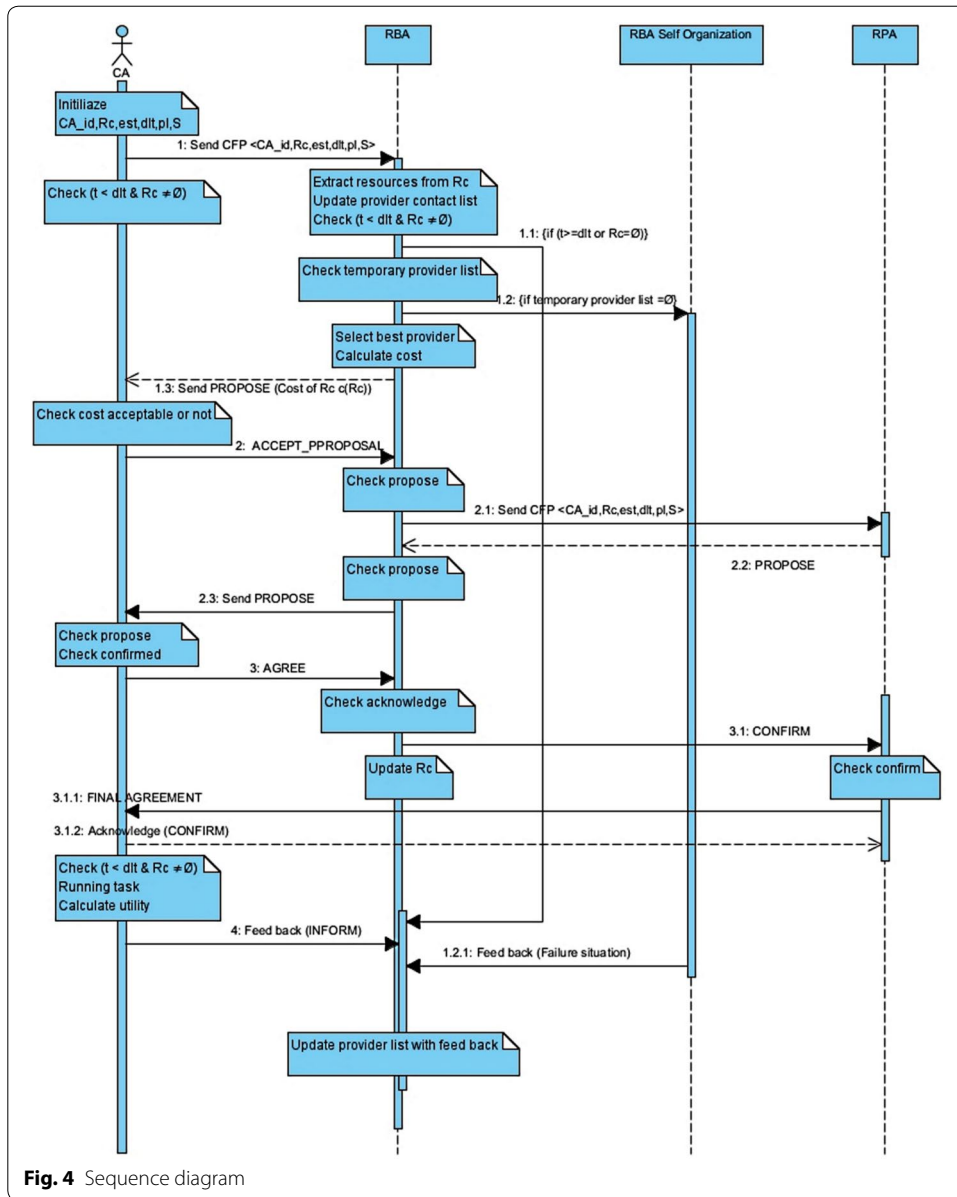 RBA
RBA Self Organization
RPA
CA
Initiliaze
CA_id,Rc,est,dlt,pl,S
1: Send CFP <CA_id,Rc,est,dlt,pl,S>
Check (t < dlt & Rc ≠Ø)
Extract resources from Rc
Update provider contact list
Check (t < dlt & Rc ≠Ø)
1.1: {if (t>=dlt or Rc=Ø)}
Check temporary provider list
1.2: {if temporary provider list =Ø}
Select best provider
Calculate cost
1.3: Send PROPOSE (Cost of Rc c(Rc))
Check cost acceptable or not
2: ACCEPT_PPROPOSAL
Check propose
2.1: Send CFP <CA_id,Rc,est,dlt,pl,S>
2.2: PROPOSE
Check propose
2.3: Send PROPOSE
Check propose
Check confirmed
3: AGREE
Check acknowledge
3.1: CONFIRM
Update Rc
Check confirm
3.1.1: FINAL AGREEMENT
3.1.2: Acknowledge (CONFIRM)
Check (t < dlt & Rc ≠Ø)
Running task
Calculate utility
4: Feed back (INFORM)
1.2.1: Feed back (Failure situation)
Update provider list with feed back
Fig. 4 Sequence diagram